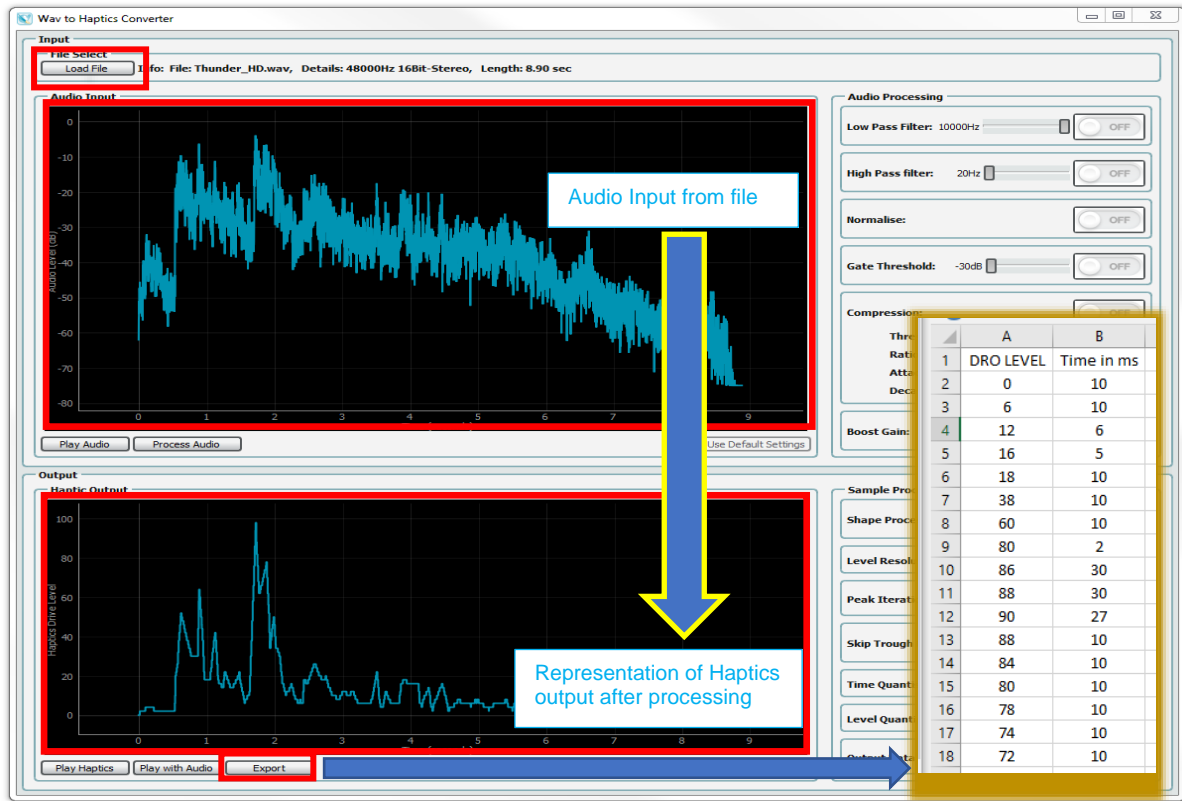 Wav to Haptics Converter
Input
File Select
Load File
Info: File: Thunder_HD.wav, Details: 48000Hz 16Bit-Stereo, Length: 8.90 sec
Audio Input
0
-10
-20
-30
-40
-50
-60
-70
-80
Audio Level (db)
0 1 2 3 4 5 6 7 8 9
Audio Input from file
Play Audio Process Audio Use Default Settings
Audio Processing
Low Pass Filter: 10000Hz OFF
High Pass filter: 20Hz OFF
Normalise: OFF
Gate Threshold: -30dB OFF
Compression: OFF
Boost Gain:
Output
Haptic Output
100
80
60
40
20
0
Haptics Drive Level
0 1 2 3 4 5 6 7 8 9
Representation of Haptics
output after processing
Play Haptics Play with Audio Export
Shape
Level
Peak
Skip Trough
Time
Level
A B
1 DRO LEVEL Time in ms
2 0 10
3 6 10
4 12 6
5 16 5
6 18 10
7 38 10
8 60 10
9 80 2
10 86 30
11 88 30
12 90 27
13 88 10
14 84 10
15 80 10
16 78 10
17 74 10
18 72 10